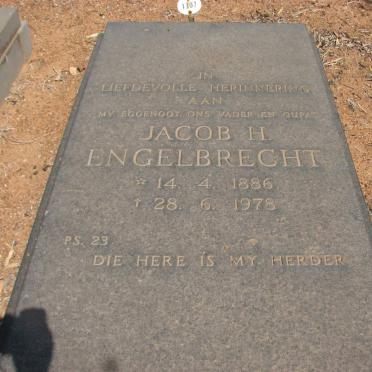 IN
LIEFDEVOLLE HERINNERING
AAN
MY EGGENOOT ONS VADER EN OUPA
JACOB H.
ENGELBRECHT
* 14. 4. 1886
† 28. 6. 1978
PS. 23
DIE HERE IS MY HERDER